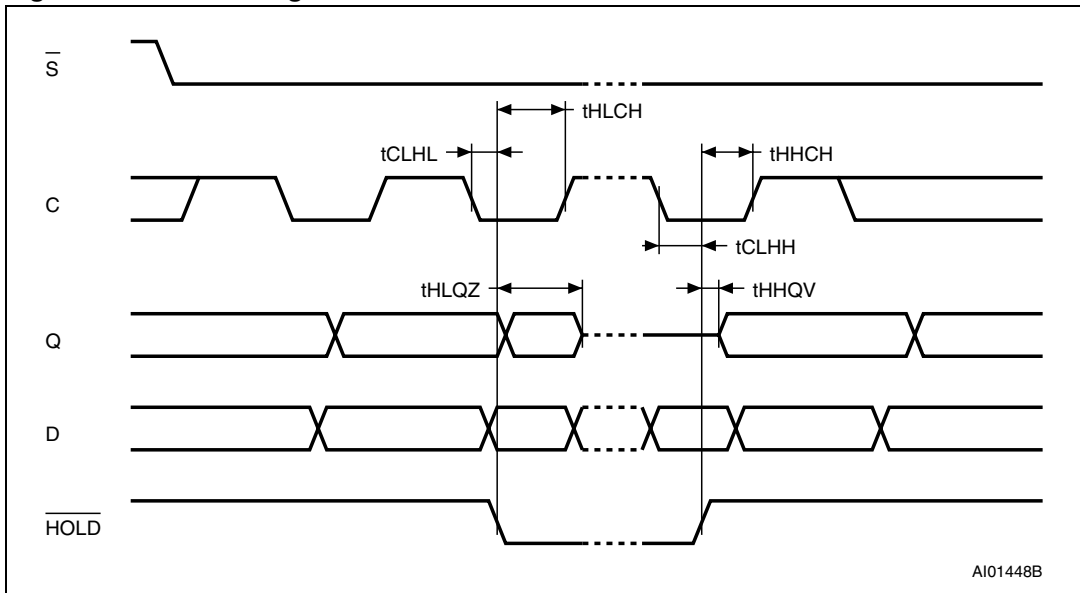 S
tHLCH
tCLHL
tHHCH
C
tCLHH
tHLQZ
tHHQV
Q
D
HOLD
AI01448B